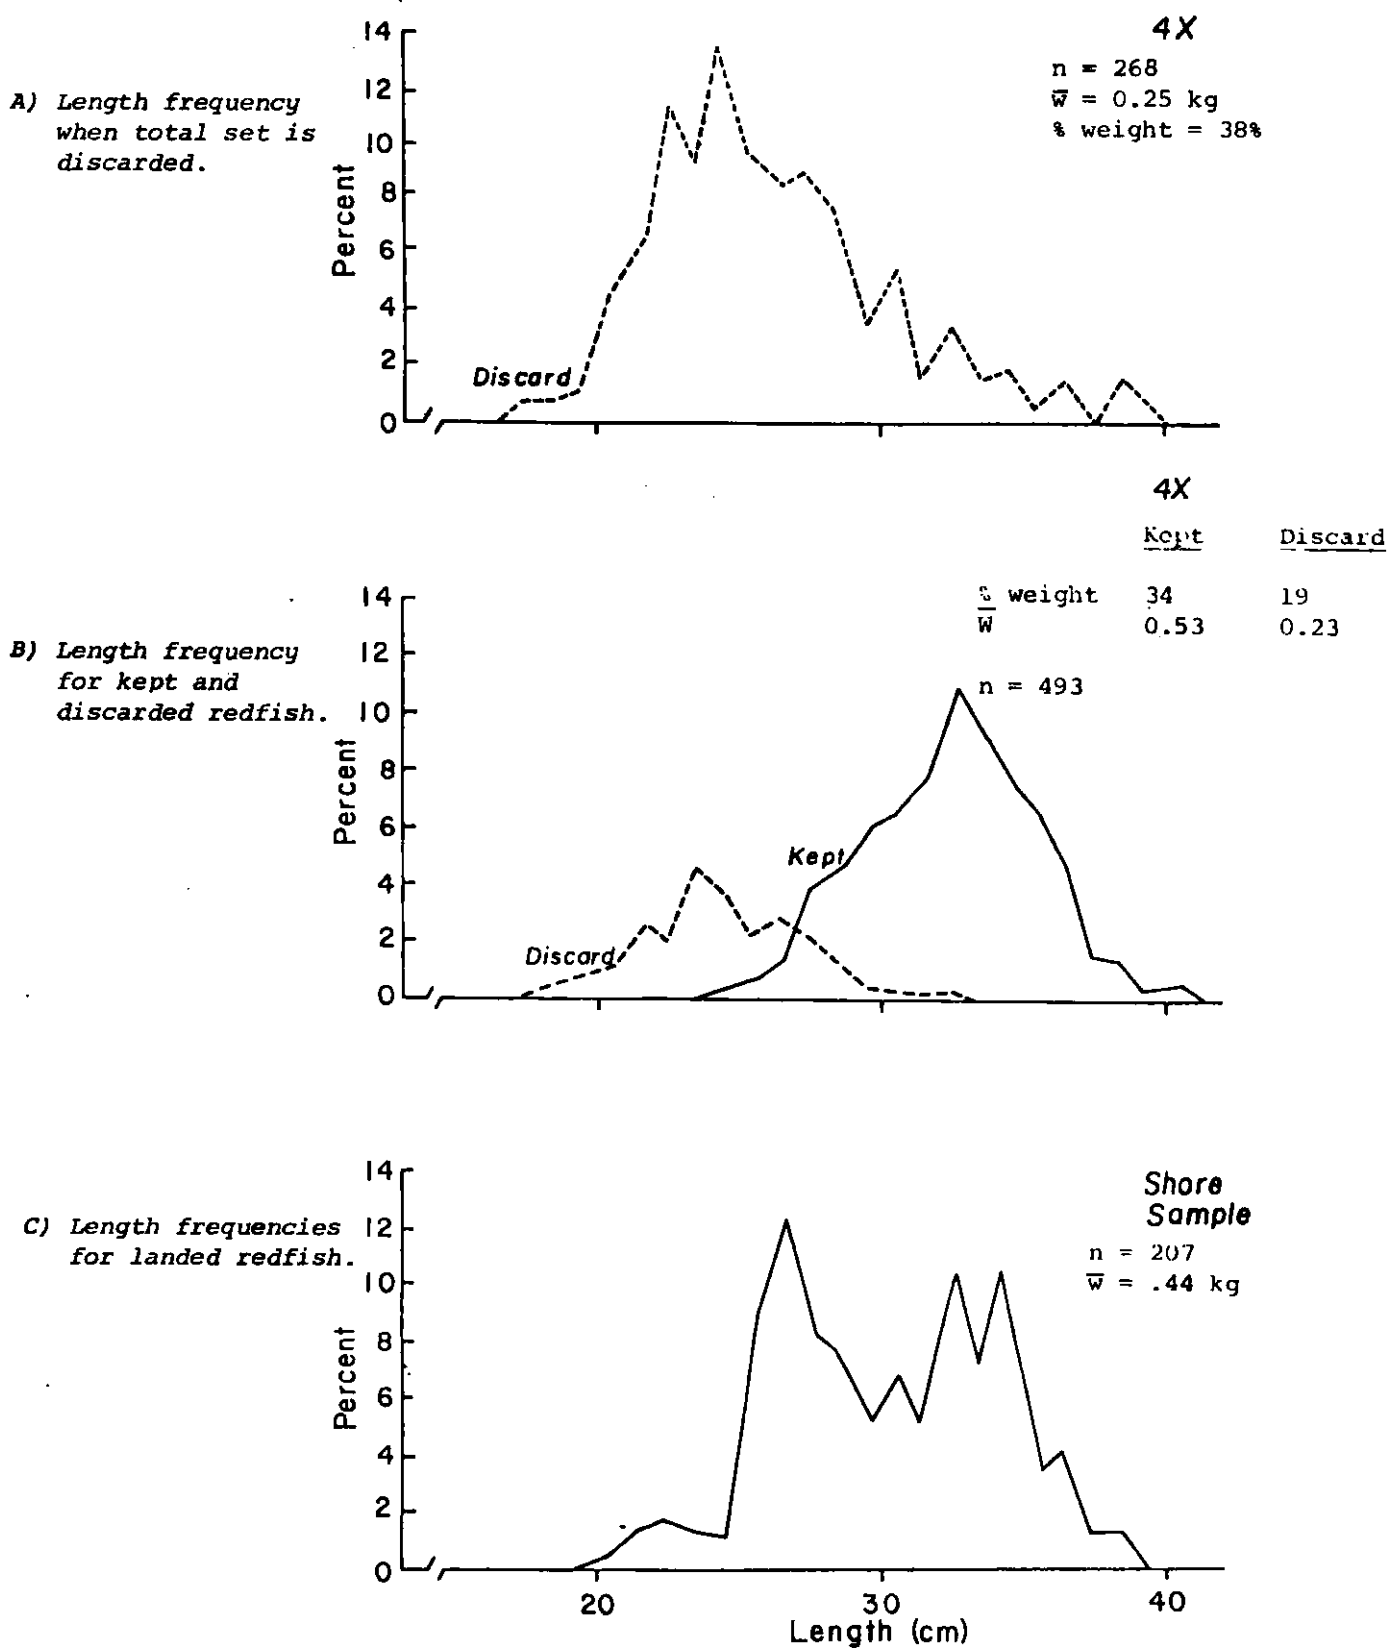 4X
n = 268
w̅ = 0.25 kg
% weight = 38%
A) Length frequency
when total set is
discarded.
Percent
14
12
10
8
6
4
2
0
Discard
4X
Kept Discard
% weight 34 19
W̅ 0.53 0.23
n = 493
B) Length frequency
for kept and
discarded redfish.
Percent
14
12
10
8
6
4
2
0
Kept
Discard
20 30 40
Shore
Sample
n = 207
w̅ = .44 kg
C) Length frequencies
for landed redfish.
Percent
14
12
10
8
6
4
2
0
Length (cm)